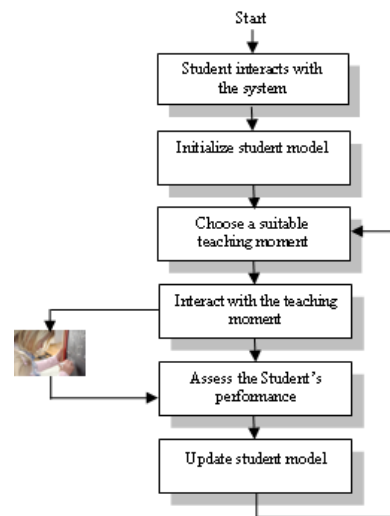 Start
Student interacts with
the system
Initialize student model
Choose a suitable
teaching moment
Interact with the teaching
moment
Assess the Student's
performance
Update student model